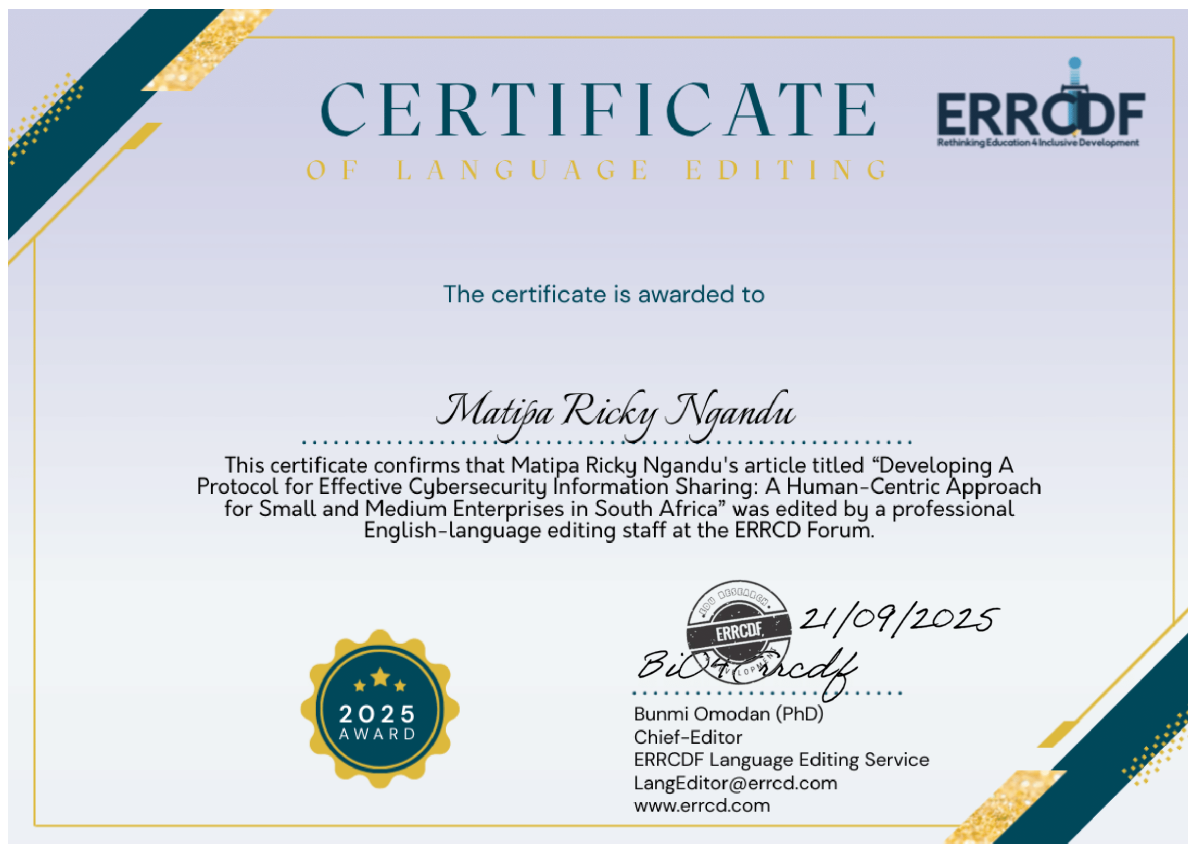 CERTIFICATE
OF LANGUAGE EDITING
ERRCDF
Rethinking Education 4 Inclusive Development
The certificate is awarded to
Matipa Ricky Ngandu
This certificate confirms that Matipa Ricky Ngandu's article titled “Developing A
Protocol for Effective Cybersecurity Information Sharing: A Human-Centric Approach
for Small and Medium Enterprises in South Africa” was edited by a professional
English-language editing staff at the ERRCD Forum.
EDU RESEARCH
ERRCDF
DEVELOPMENT
21/09/2025
2025
AWARD
Bunmi Omodan (PhD)
Chief-Editor
ERRCDF Language Editing Service
LangEditor@errcd.com
www.errcd.com